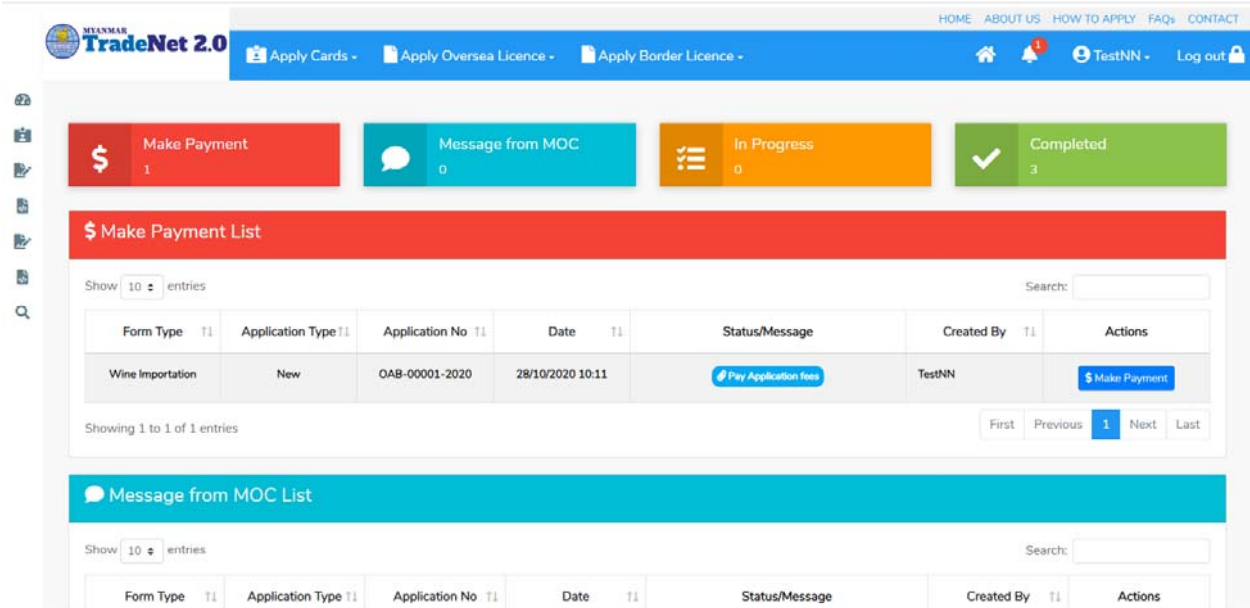 HOME ABOUT US HOW TO APPLY FAQs CONTACT
MYANMAR
TradeNet 2.0
Apply Cards Apply Oversea Licence Apply Border Licence 1 TestNN Log out
Make Payment
1
Message from MOC
0
In Progress
0
Completed
3
$ Make Payment List
Show 10 entries Search:
Form Type Application Type Application No Date Status/Message Created By Actions
Wine Importation New OAB-00001-2020 28/10/2020 10:11 Pay Application fees TestNN $ Make Payment
Showing 1 to 1 of 1 entries First Previous 1 Next Last
Message from MOC List
Show 10 entries Search:
Form Type Application Type Application No Date Status/Message Created By Actions